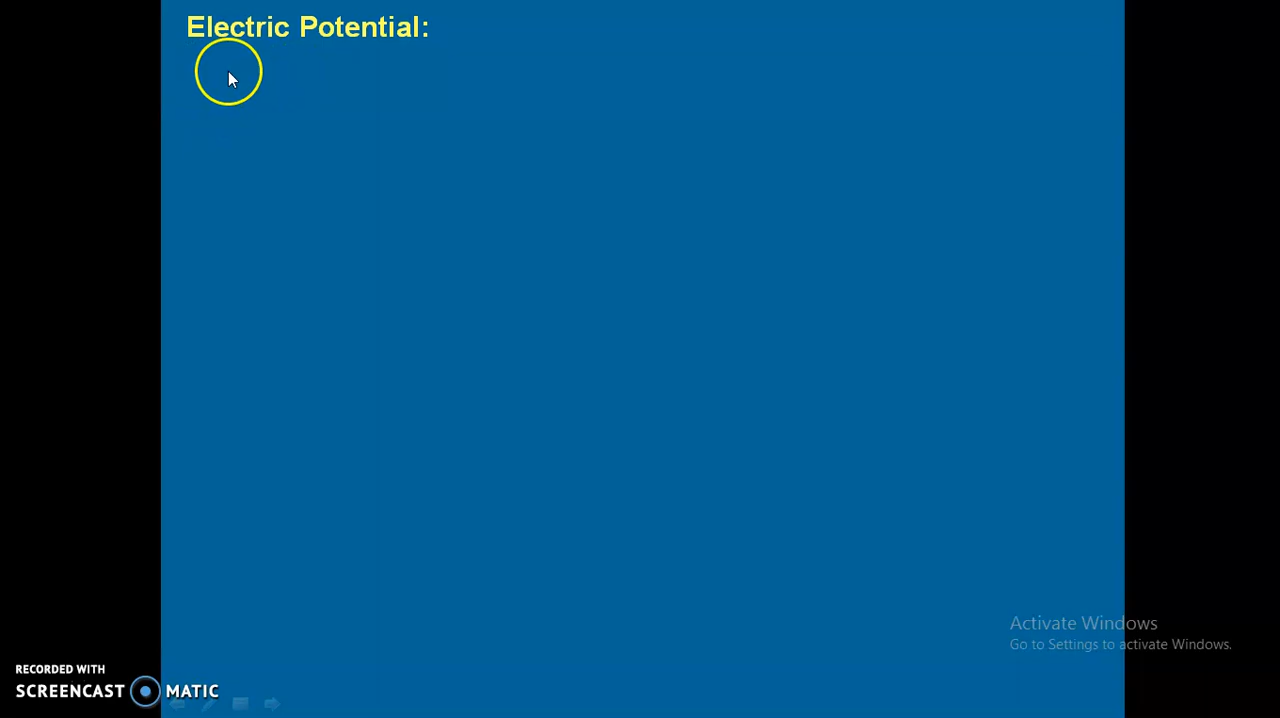 Electric Potential:
Activate Windows
Go to Settings to activate Windows.
RECORDED WITH
SCREENCAST MATIC